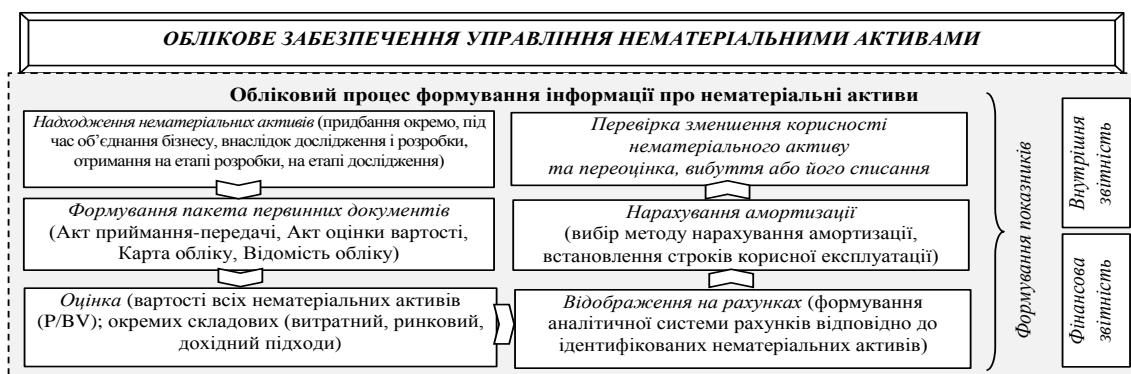 ОБЛІКОВЕ ЗАБЕЗПЕЧЕННЯ УПРАВЛІННЯ НЕМАТЕРІАЛЬНИМИ АКТИВАМИ
Обліковий процес формування інформації про нематеріальні активи
Надходження нематеріальних активів (придбання окремо, під
час об’єднання бізнесу, внаслідок дослідження і розробки,
отримання на етапі розробки, на етапі дослідження)
Формування пакета первинних документів
(Акт приймання-передачі, Акт оцінки вартості,
Карта обліку, Відомість обліку)
Оцінка (вартості всіх нематеріальних активів
(P/BV); окремих складових (витратний, ринковий,
дохідний підходи)
Відображення на рахунках (формування
аналітичної системи рахунків відповідно до
ідентифікованих нематеріальних активів)
Нарахування амортизації
(вибір методу нарахування амортизації,
встановлення строків корисної експлуатації)
Перевірка зменшення корисності
нематеріального активу
та переоцінка, вибуття або його списання
Формування показників
Внутрішня
звітність
Фінансова
звітність